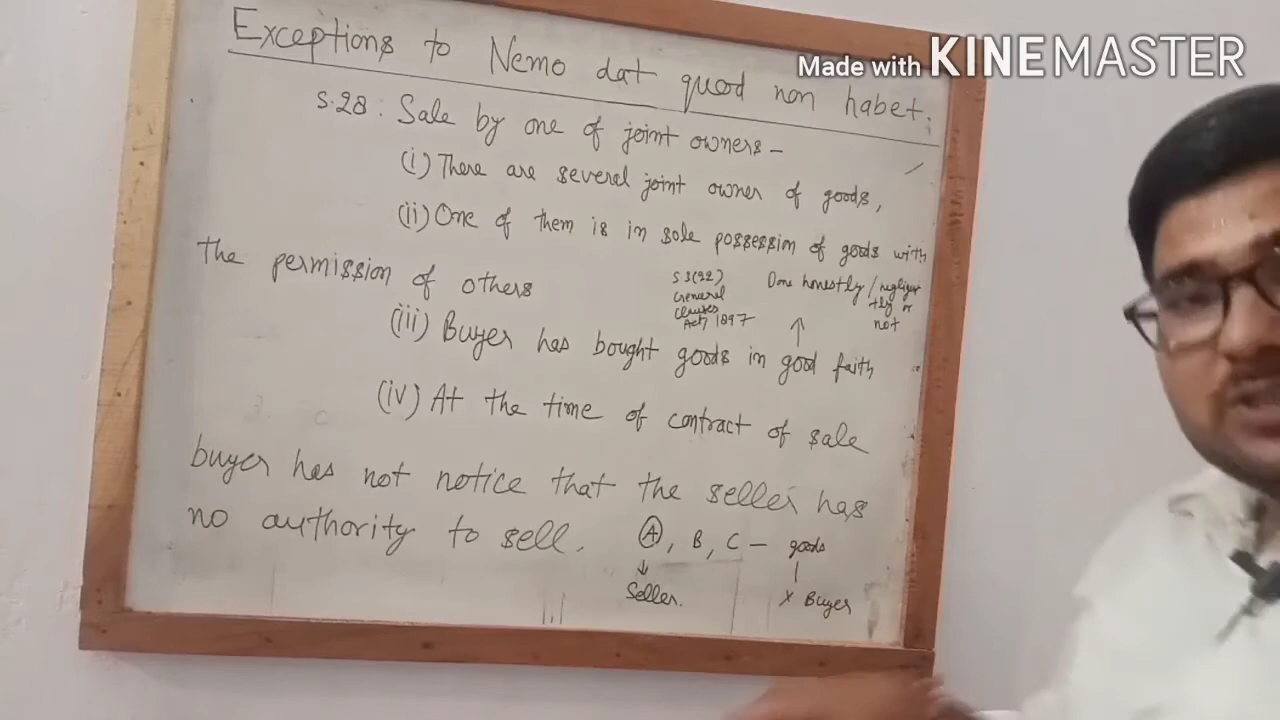 Made with KINEMASTER
Exceptions to Nemo dat quod non habet.
S.28: Sale by one of joint owners -
(i) There are several joint owner of goods,
(ii) One of them is in sole possession of goods with
the permission of others
S 3(22)
General
Clauses
Act, 1897
Done honestly / negligen
tly or
not
(iii) Buyer has bought goods in good faith
(iv) At the time of contract of sale
buyer has not notice that the seller has
no authority to sell.
A, B, C - goods
Seller.
X Buyer